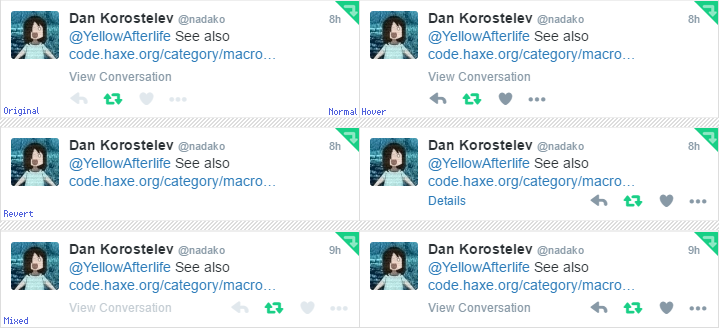 Dan Korostelev @nadako 8h
@YellowAfterlife See also
code.haxe.org/category/macro…
View Conversation
Original Normal
Dan Korostelev @nadako 8h
@YellowAfterlife See also
code.haxe.org/category/macro…
View Conversation
Hover
Dan Korostelev @nadako 8h
@YellowAfterlife See also
code.haxe.org/category/macro…
Revert
Dan Korostelev @nadako 8h
@YellowAfterlife See also
code.haxe.org/category/macro…
Details
Dan Korostelev @nadako 9h
@YellowAfterlife See also
code.haxe.org/category/macro…
View Conversation
Mixed
Dan Korostelev @nadako 9h
@YellowAfterlife See also
code.haxe.org/category/macro…
View Conversation